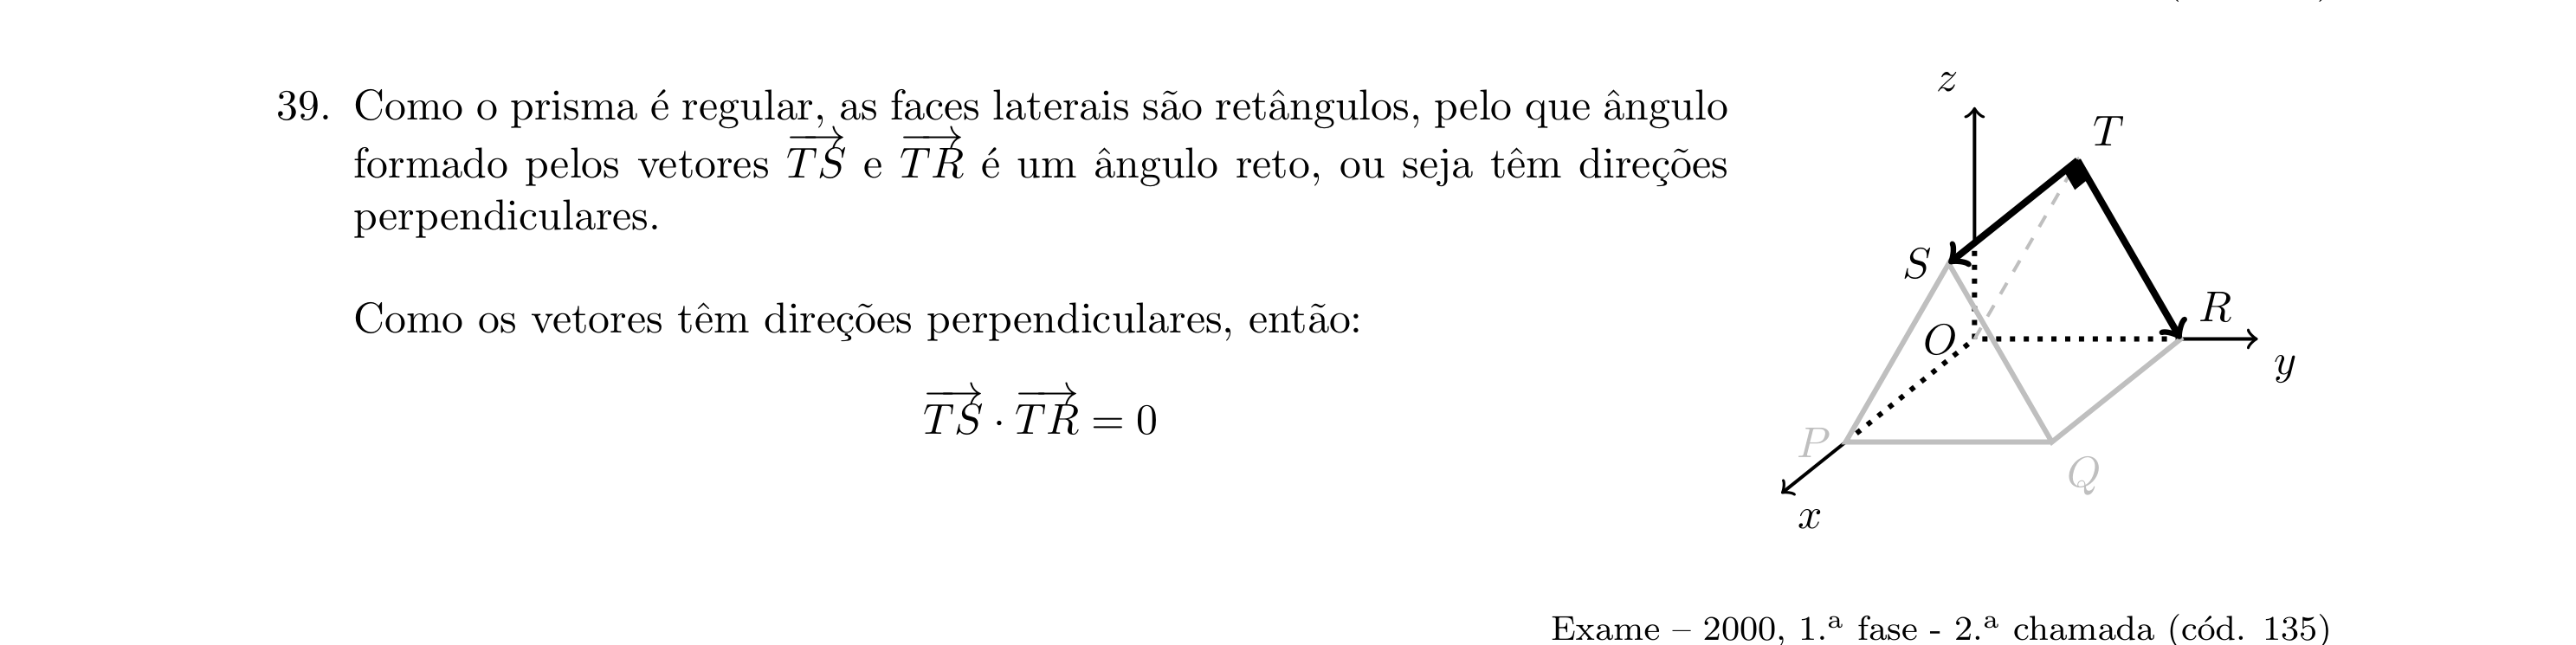 39. Como o prisma é regular, as faces laterais são retângulos, pelo que ângulo
formado pelos vetores $\overrightarrow{TS}$ e $\overrightarrow{TR}$ é um ângulo reto, ou seja têm direções
perpendiculares.
Como os vetores têm direções perpendiculares, então:
$\overrightarrow{TS} \cdot \overrightarrow{TR} = 0$
z
T
S
R
O
y
P
Q
x
Exame – 2000, 1.ª fase - 2.ª chamada (cód. 135)